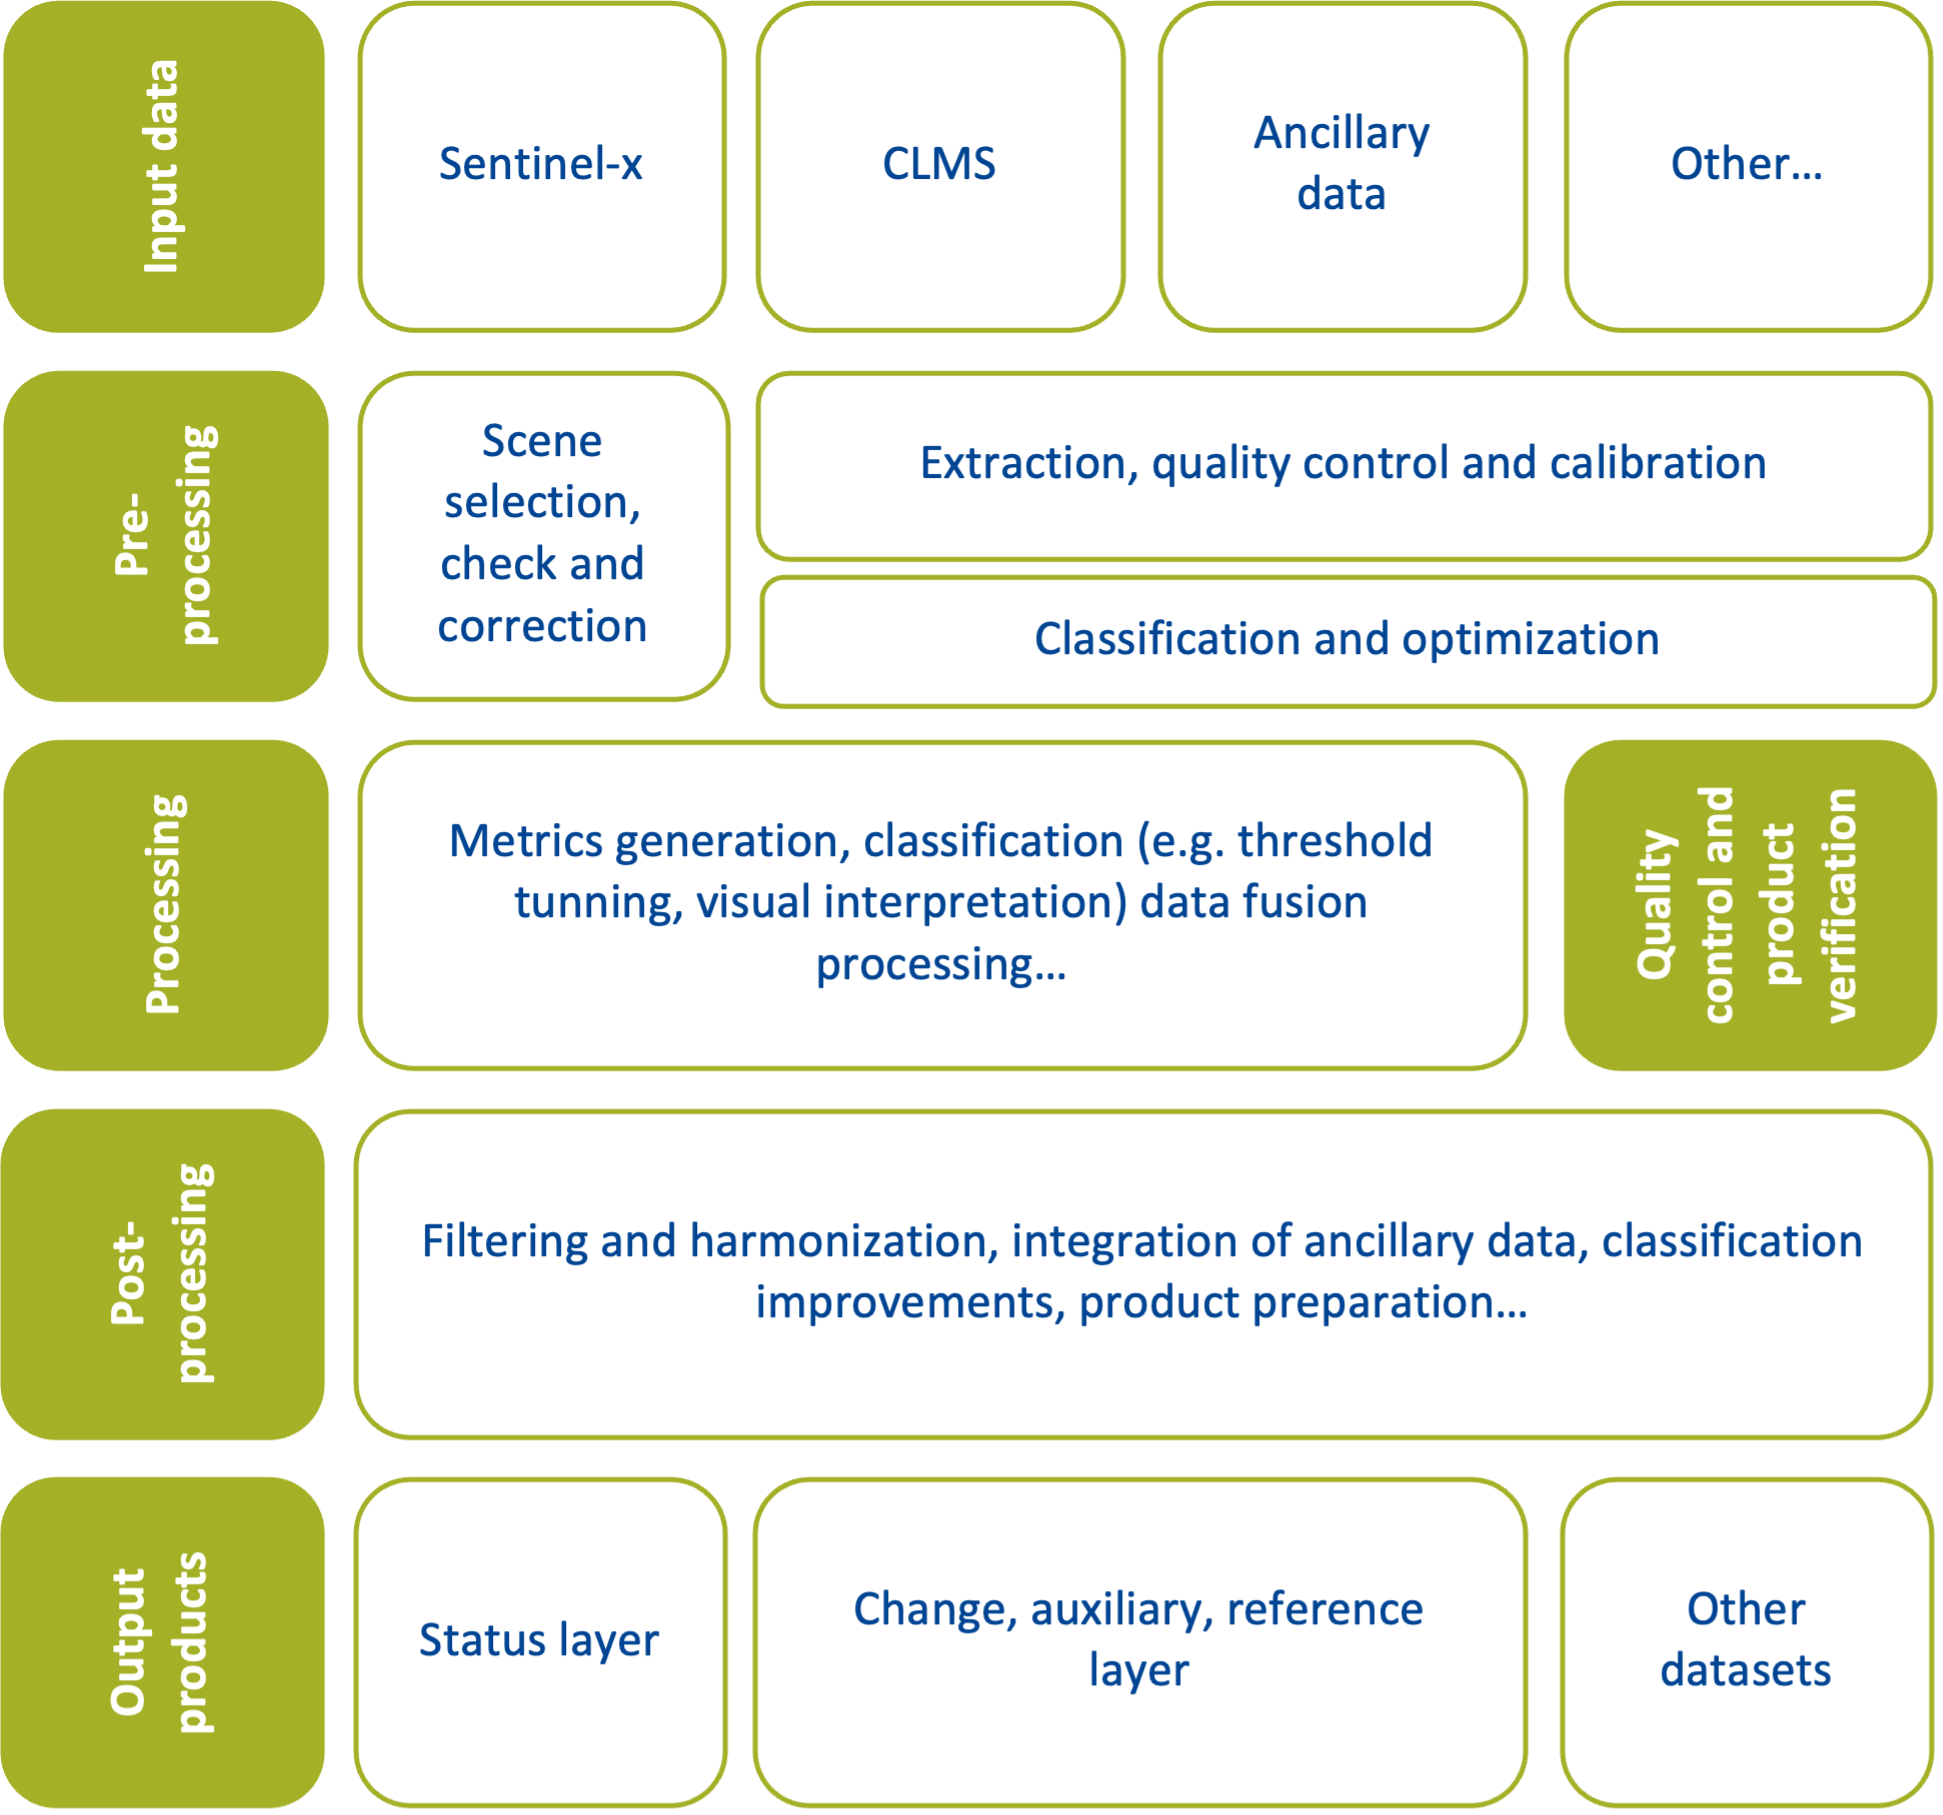 Input data
Sentinel-x
CLMS
Ancillary
data
Other...
Pre-
processing
Scene
selection,
check and
correction
Extraction, quality control and calibration
Classification and optimization
Processing
Metrics generation, classification (e.g. threshold
tunning, visual interpretation) data fusion
processing...
Quality
control and
product
verification
Post-
processing
Filtering and harmonization, integration of ancillary data, classification
improvements, product preparation...
Output
products
Status layer
Change, auxiliary, reference
layer
Other
datasets